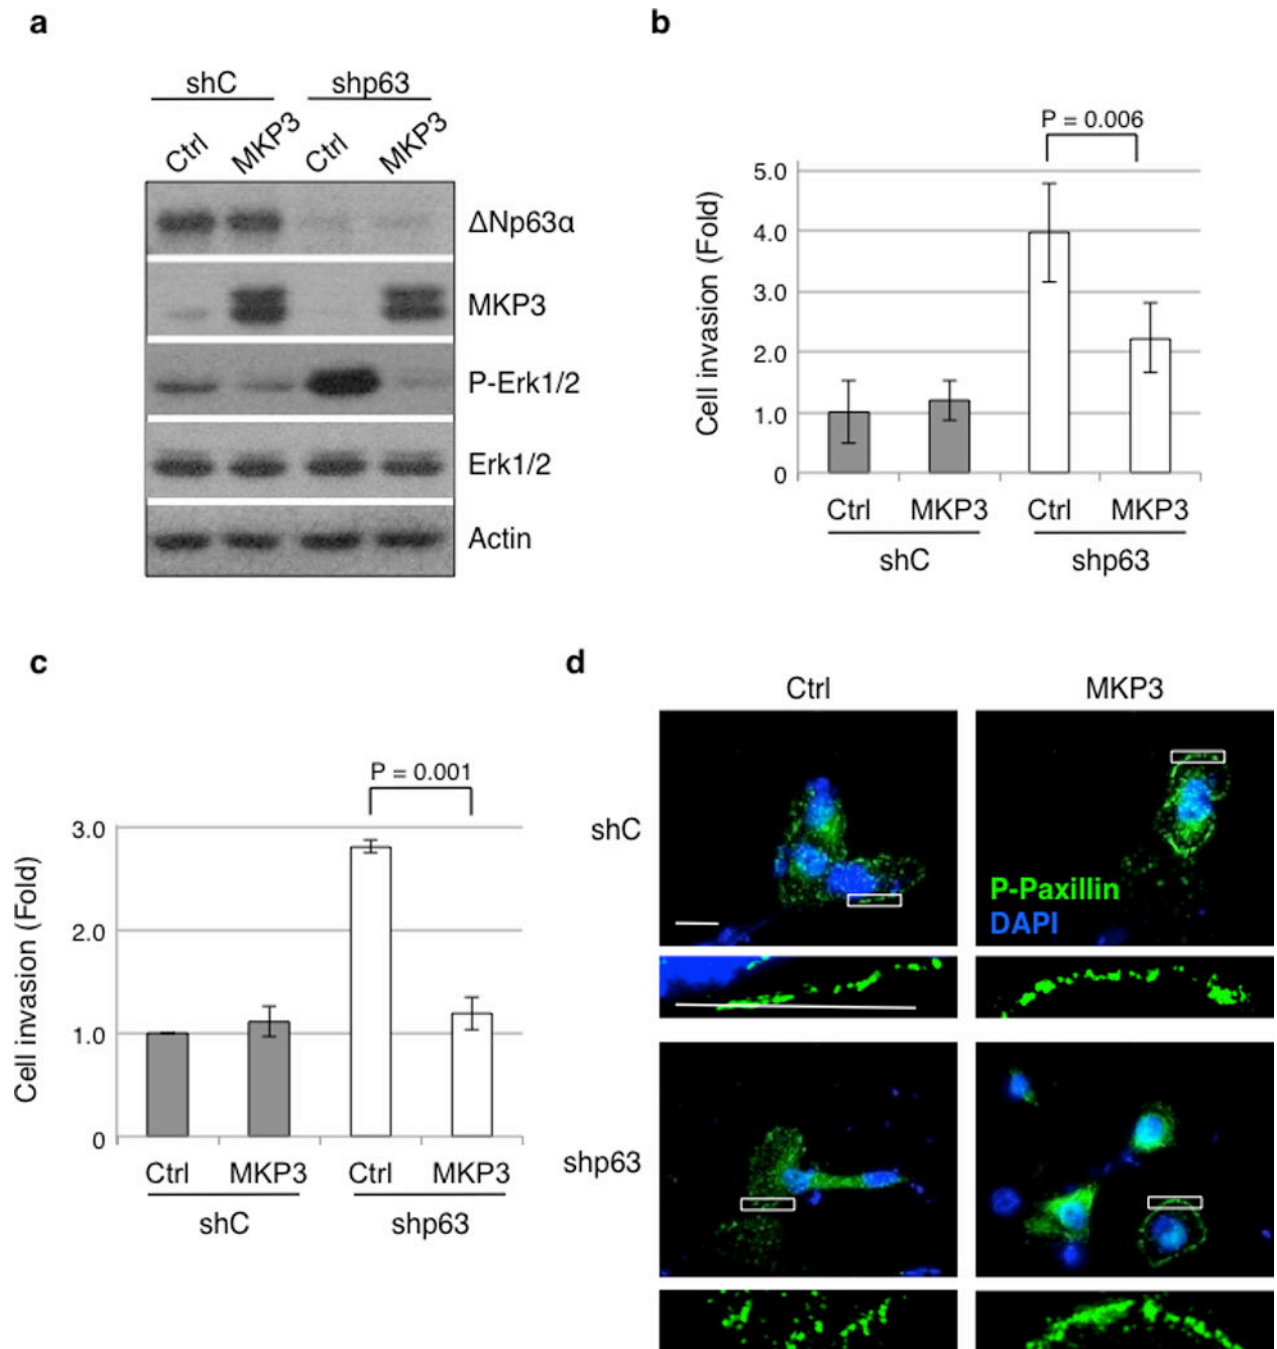 a
shC shp63
Ctrl MKP3 Ctrl MKP3
ΔNp63α
MKP3
P-Erk1/2
Erk1/2
Actin
b
P = 0.006
Cell invasion (Fold)
5.0
4.0
3.0
2.0
1.0
0
Ctrl MKP3 Ctrl MKP3
shC shp63
c
P = 0.001
Cell invasion (Fold)
3.0
2.0
1.0
0
Ctrl MKP3 Ctrl MKP3
shC shp63
d
Ctrl MKP3
shC
P-Paxillin
DAPI
shp63